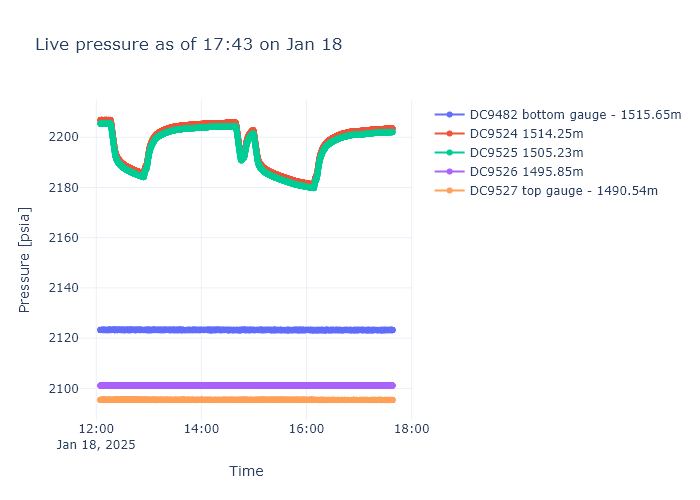 Live pressure as of 17:43 on Jan 18
DC9482 bottom gauge - 1515.65m
DC9524 1514.25m
DC9525 1505.23m
DC9526 1495.85m
DC9527 top gauge - 1490.54m
Pressure [psia]
2200
2180
2160
2140
2120
2100
12:00
Jan 18, 2025
14:00
16:00
18:00
Time